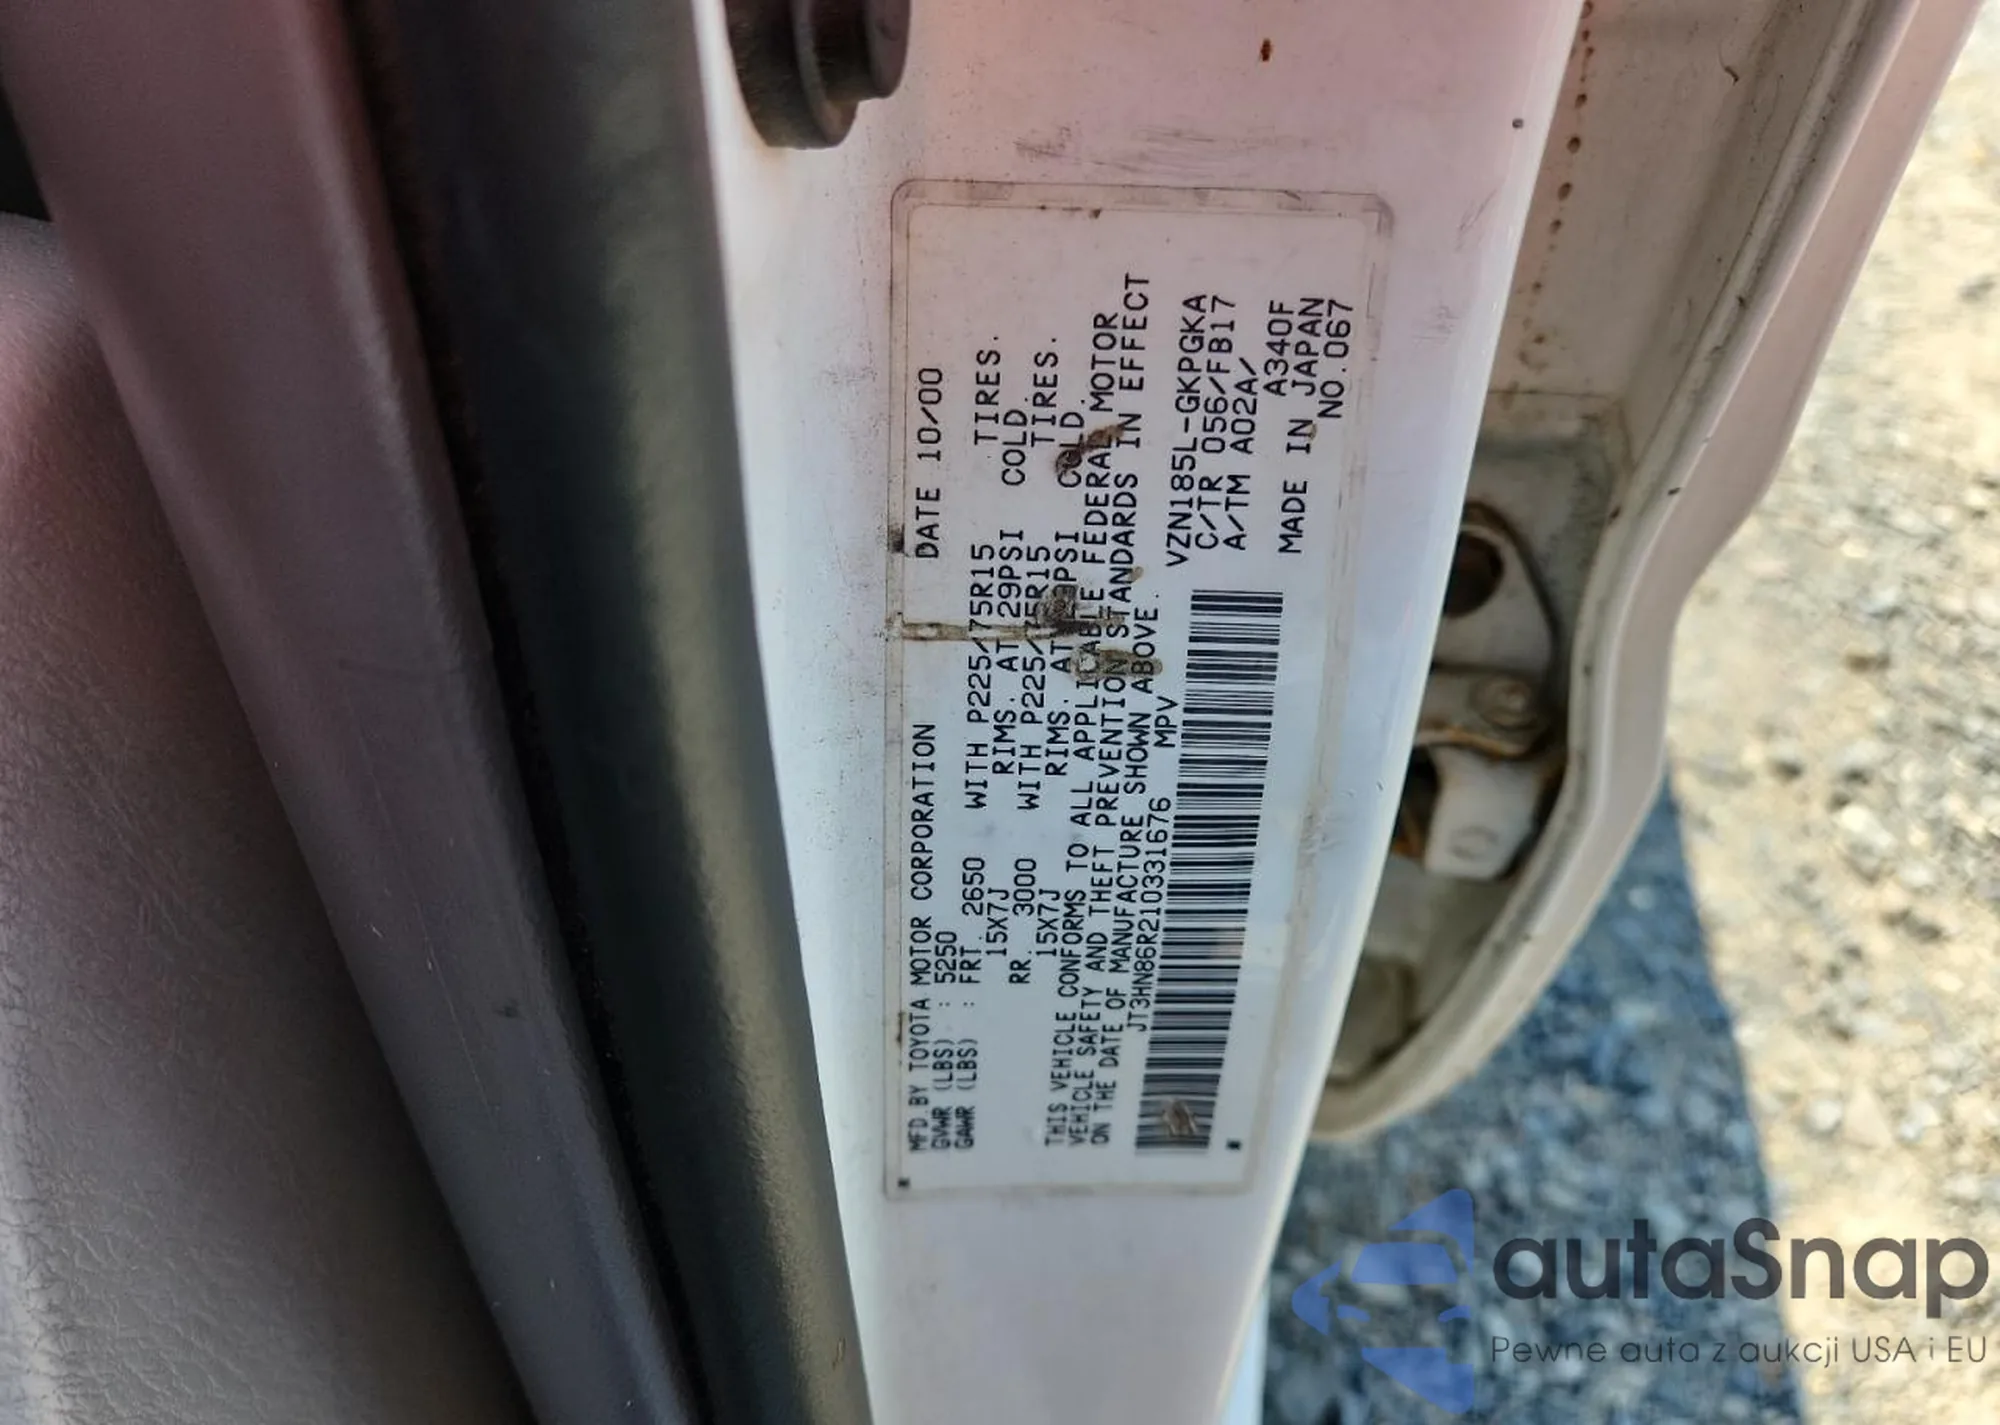 MFD.BY TOYOTA MOTOR CORPORATION DATE 10/00
GVWR (LBS) : 5250
GAWR (LBS) : FRT. 2650 WITH P225/75R15 TIRES.
15X7J RIMS. AT 29PSI COLD.
RR. 3000 WITH P225/75R15 TIRES.
15X7J RIMS. AT 29PSI COLD.
THIS VEHICLE CONFORMS TO ALL APPLICABLE FEDERAL MOTOR
VEHICLE SAFETY AND THEFT PREVENTION STANDARDS IN EFFECT
ON THE DATE OF MANUFACTURE SHOWN ABOVE.
JT3HN86R210331676 MPV
VZN185L-GKPGKA
C/TR 056/FB17
A/TM A02A/
A340F
MADE IN JAPAN
NO.067
autaSnap
Pewne auta z aukcji USA i EU